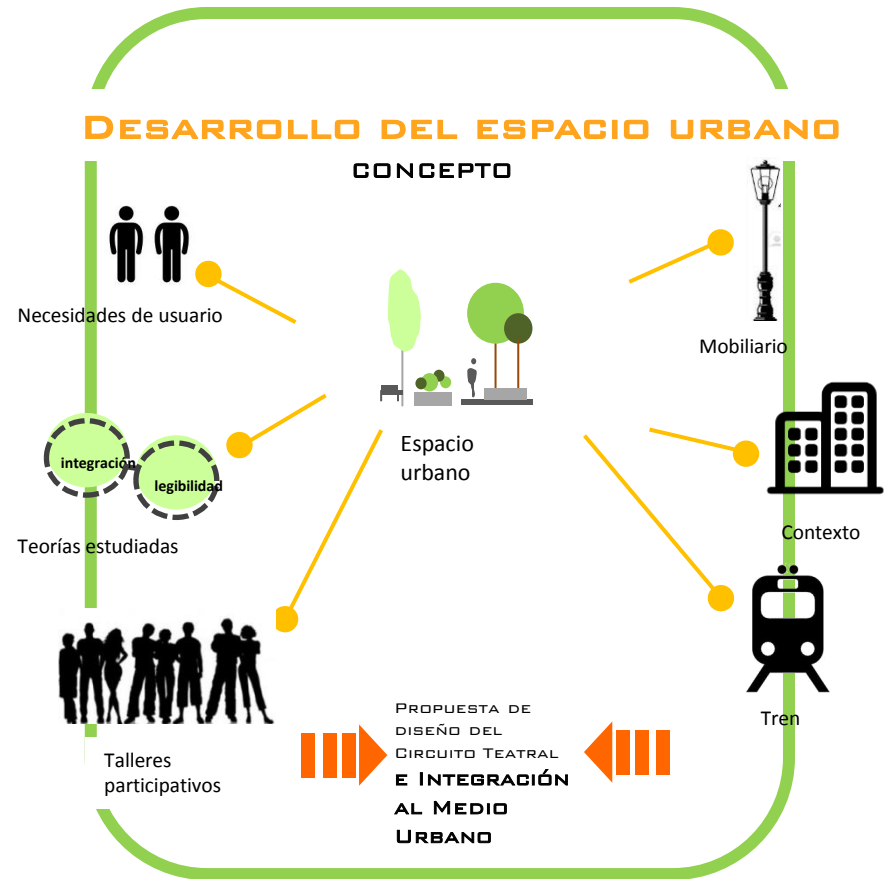 DESARROLLO DEL ESPACIO URBANO
CONCEPTO
Necesidades de usuario
Mobiliario
Espacio
urbano
integración
legibilidad
Teorías estudiadas
Contexto
Talleres
participativos
PROPUESTA DE
DISEÑO DEL
CIRCUITO TEATRAL
E INTEGRACIÓN
AL MEDIO
URBANO
Tren